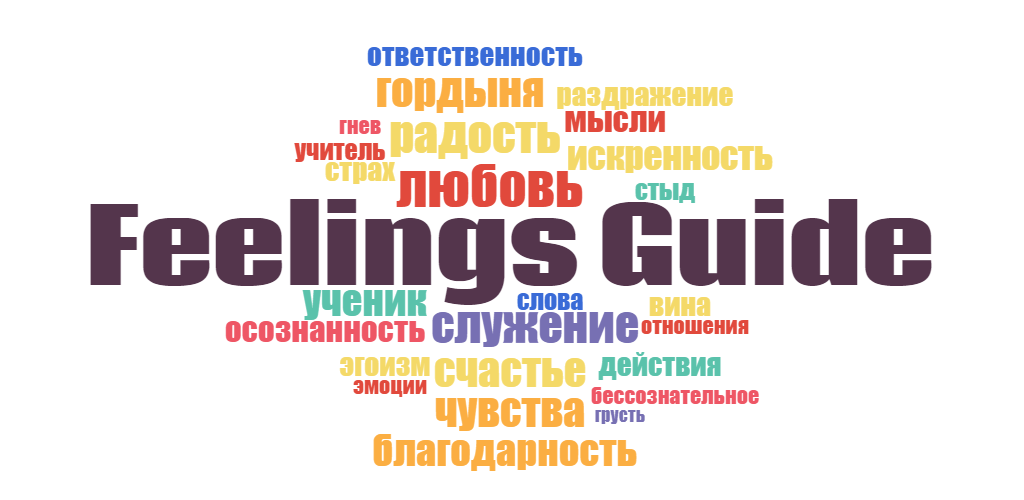 ответственность
гордыня
раздражение
гнев
радость
мысли
учитель
искренность
страх
любовь
стыд
Feelings Guide
ученик
слова
вина
осознанность
служение
отношения
эгоизм
счастье
действия
эмоции
чувства
бессознательное
грусть
благодарность